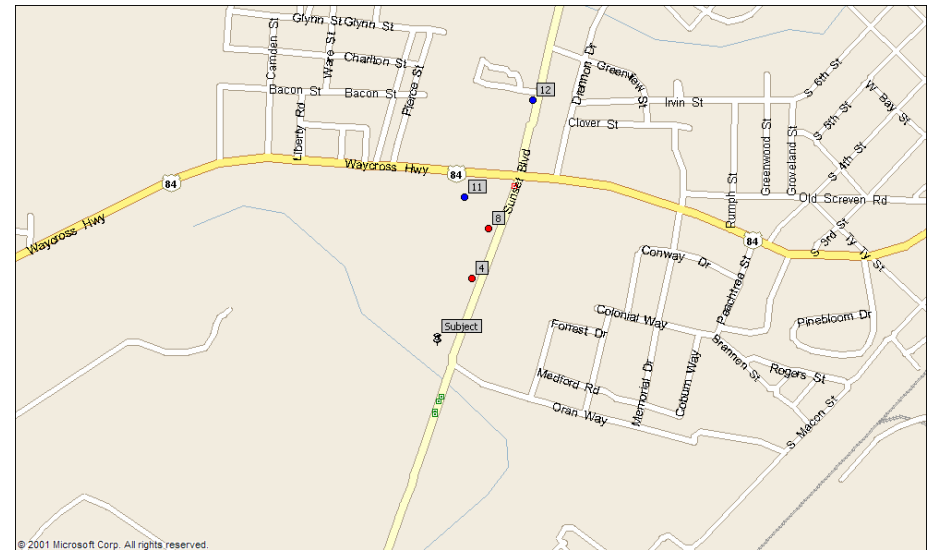 Glynn St
Glynn St
Camden St
Ware St
Charlton St
Pierce St
Bacon St
Bacon St
Liberty Rd
Waycross Hwy
84
84
Waycross Hwy
12
11
8
4
Subject
Sunset Blvd
Drannon Dr
Greenview St
Irvin St
Clover St
S 6th St
W Bay St
S 5th St
S 4th St
Greenwood St
Groveland St
Rumph St
Old Screven Rd
S 3rd St
Ty Ty St
84
Conway Dr
Peachtree St
Colonial Way
Forrest Dr
Pinebloom Dr
Brannen St
Rogers St
Medford Rd
Memorial Dr
Coburn Way
Oran Way
S Macon St
© 2001 Microsoft Corp. All rights reserved.